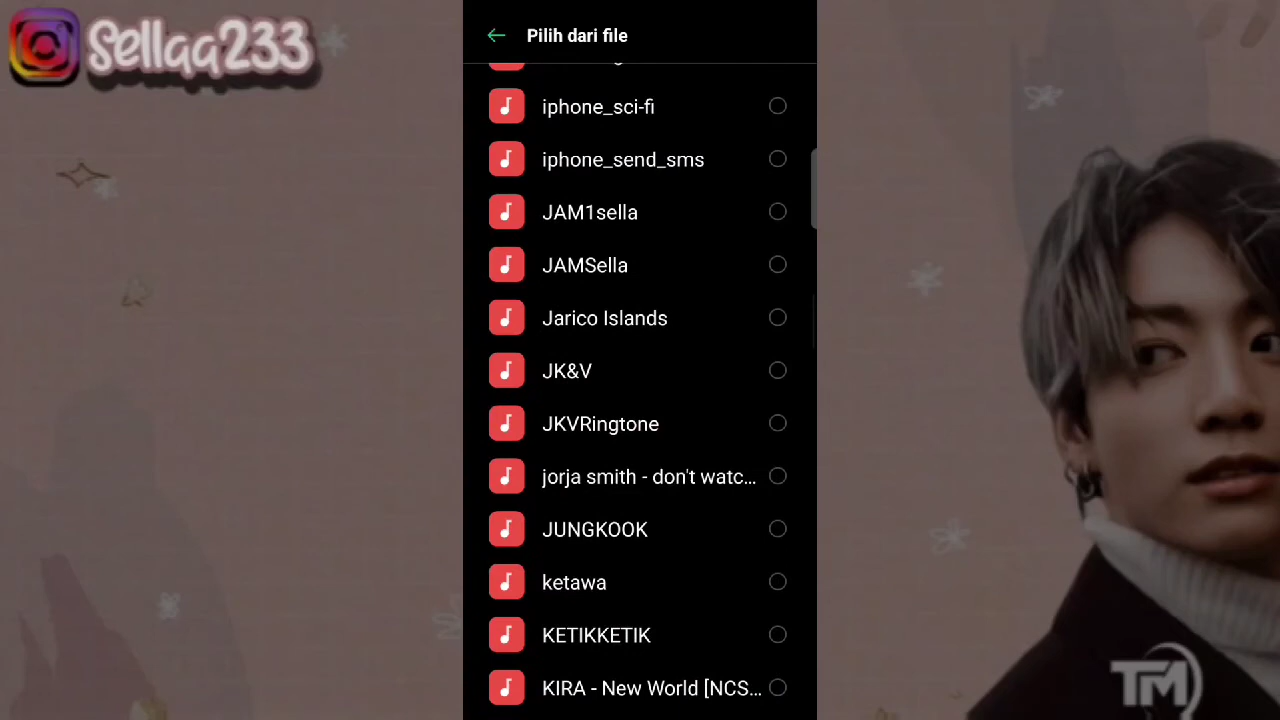 Sellaa233
Pilih dari file
iphone_sci-fi
iphone_send_sms
JAM1sella
JAMSella
Jarico Islands
JK&V
JKVRingtone
jorja smith - don't watc...
JUNGKOOK
ketawa
KETIKKETIK
KIRA - New World [NCS...
TM